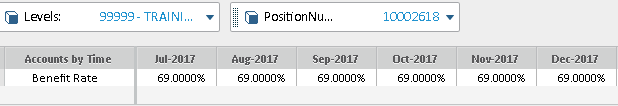 Levels: 99999 - TRAINI... PositionNu... 10002618
Accounts by Time Jul-2017 Aug-2017 Sep-2017 Oct-2017 Nov-2017 Dec-2017
Benefit Rate 69.0000% 69.0000% 69.0000% 69.0000% 69.0000% 69.0000%